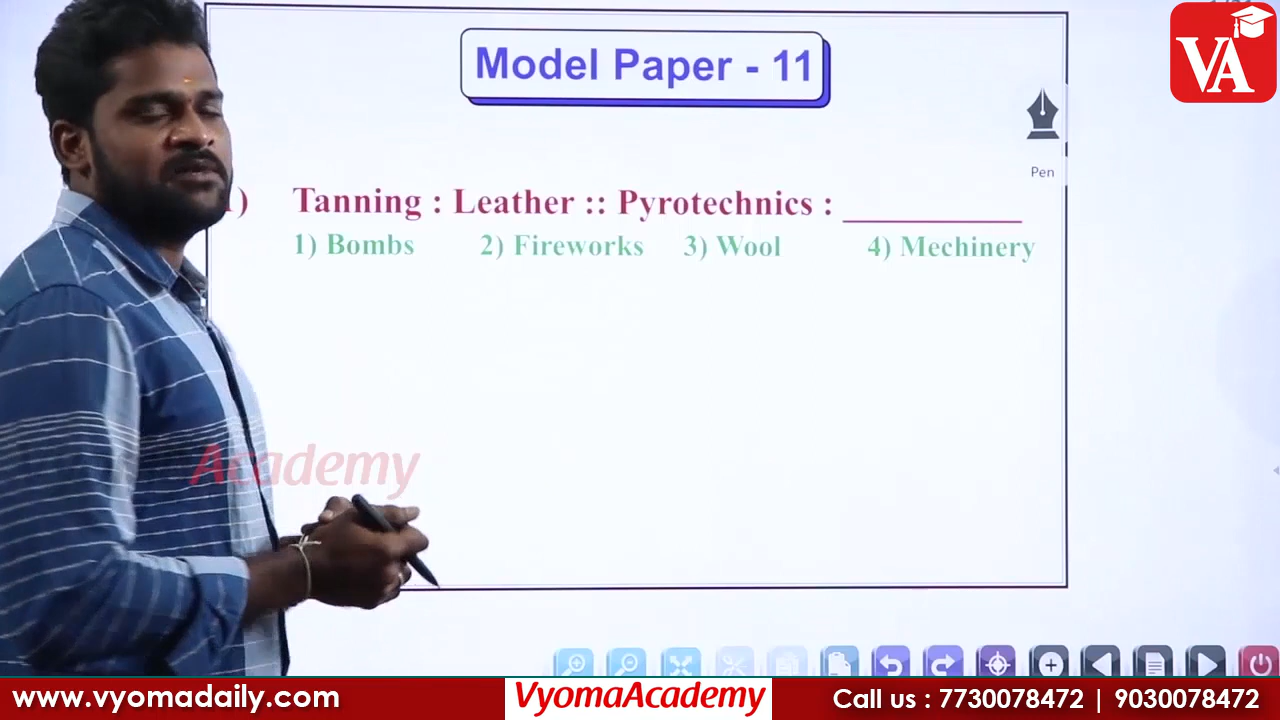 VA
Model Paper - 11
Pen
1) Tanning : Leather :: Pyrotechnics : ____________
1) Bombs 2) Fireworks 3) Wool 4) Mechinery
Academy
www.vyomadaily.com
VyomaAcademy
Call us : 7730078472 | 9030078472